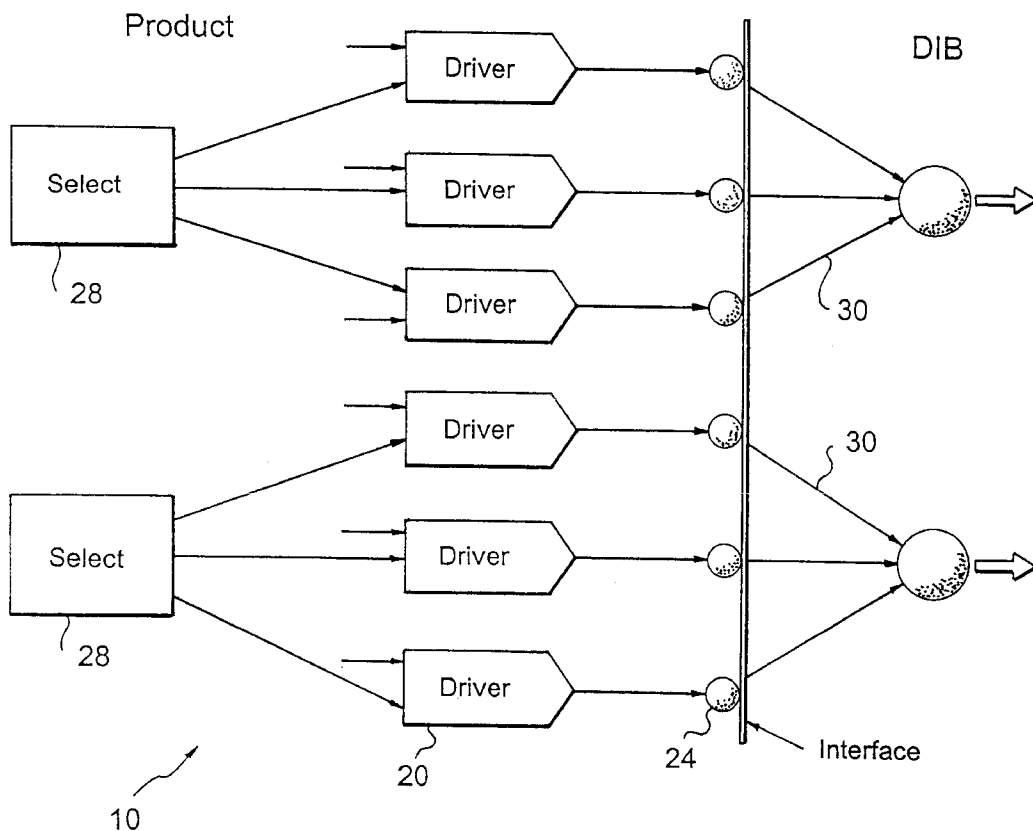 Product
DIB
Driver
Select
Driver
28
Driver
30
Driver
30
Select
Driver
28
Driver
24
20
Interface
10